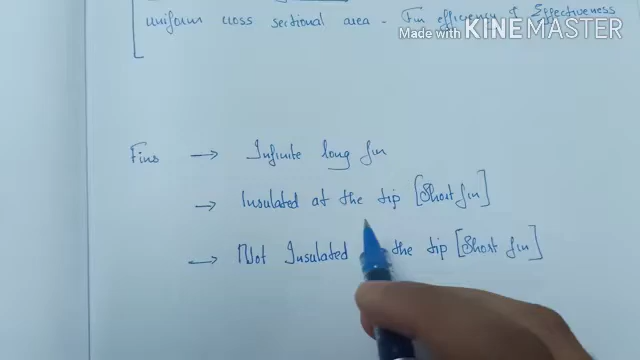 uniform cross sectional area - Fin efficiency & Effectiveness
Made with KINEMASTER
Fins → Infinite long fin
→ Insulated at the tip [Short fin]
→ Not Insulated the tip [Short fin]